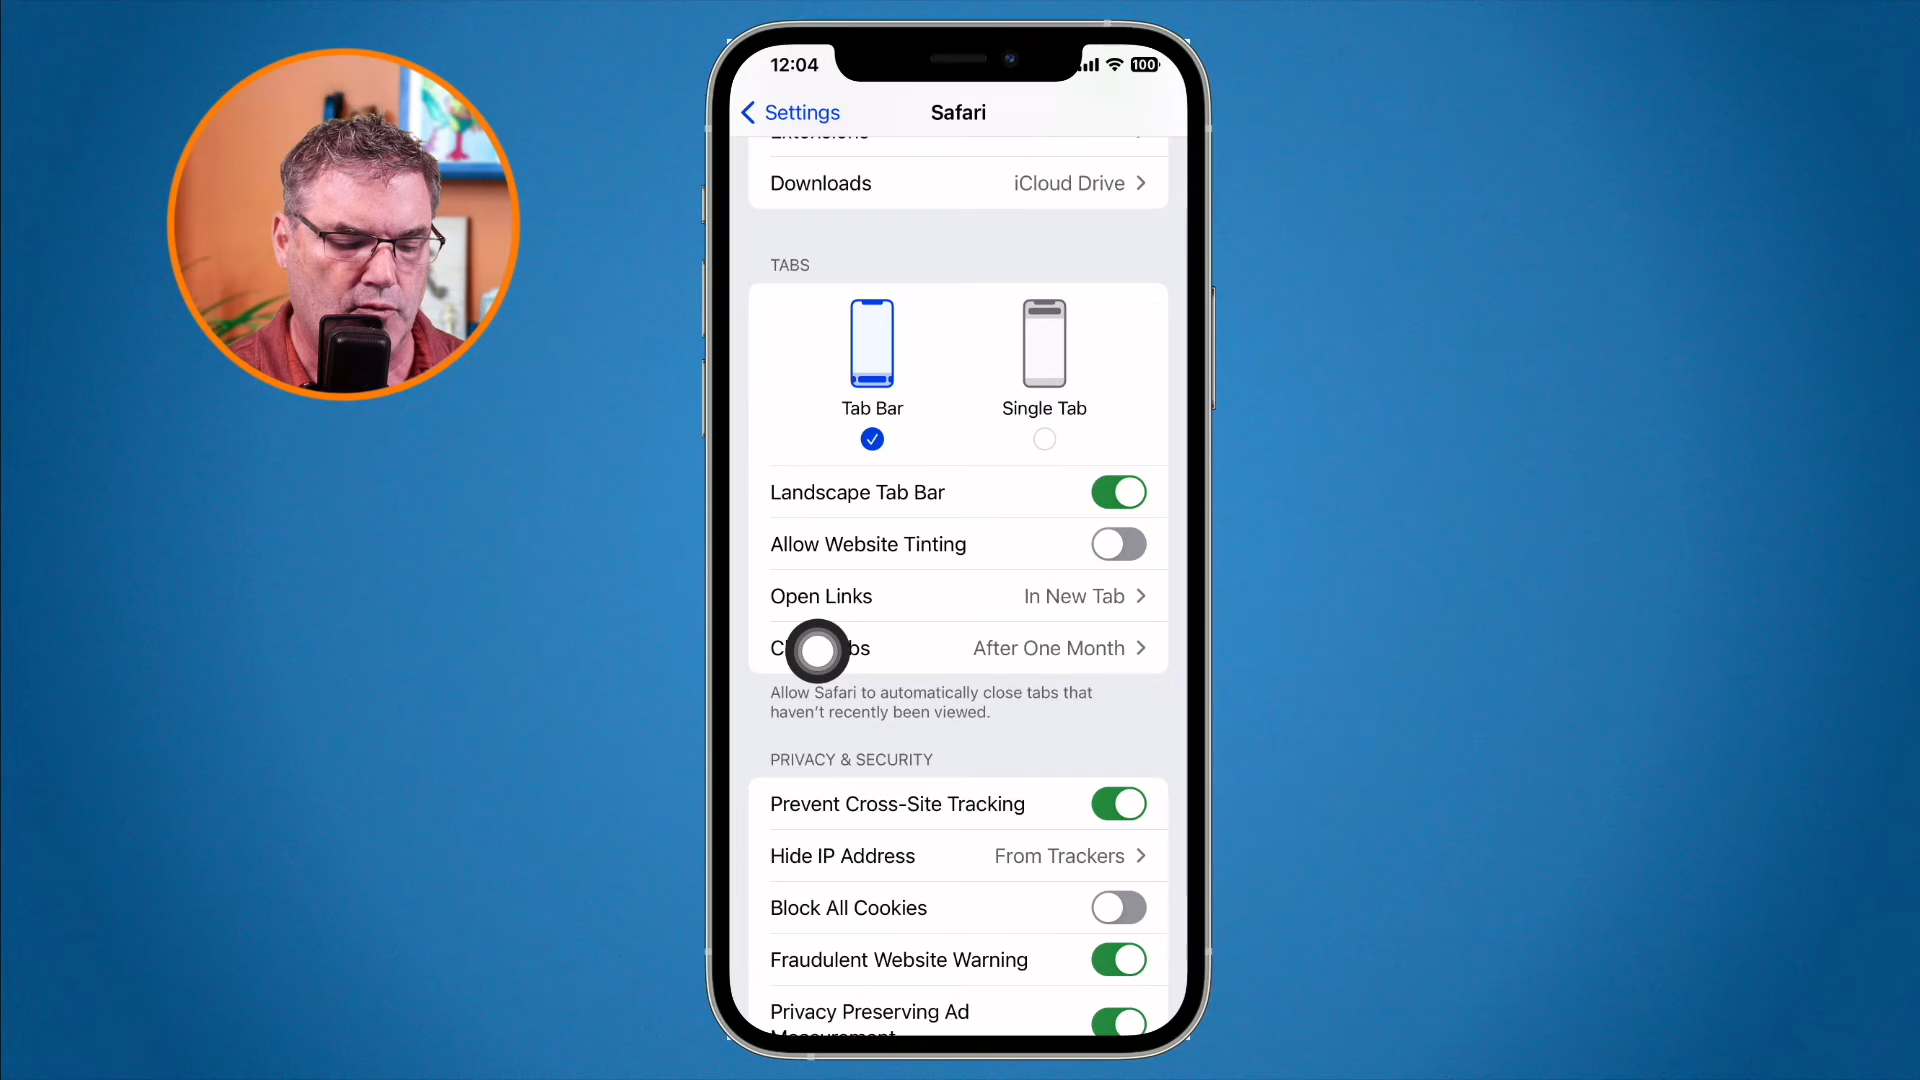 12:04
100
Settings
Safari
Extensions
Downloads
iCloud Drive
TABS
Tab Bar
Single Tab
Landscape Tab Bar
Allow Website Tinting
Open Links
In New Tab
After One Month
Allow Safari to automatically close tabs that
haven't recently been viewed.
PRIVACY & SECURITY
Prevent Cross-Site Tracking
Hide IP Address
From Trackers
Block All Cookies
Fraudulent Website Warning
Privacy Preserving Ad
Measurement